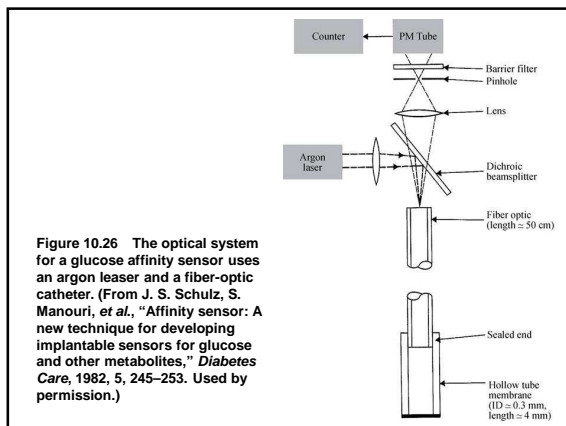 Counter
PM Tube
Barrier filter
Pinhole
Lens
Argon
laser
Dichroic
beamsplitter
Fiber optic
(length ≃ 50 cm)
Figure 10.26 The optical system
for a glucose affinity sensor uses
an argon leaser and a fiber-optic
catheter. (From J. S. Schulz, S.
Manouri, et al., “Affinity sensor: A
new technique for developing
implantable sensors for glucose
and other metabolites,” Diabetes
Care, 1982, 5, 245–253. Used by
permission.)
Sealed end
Hollow tube
membrane
(ID ≃ 0.3 mm,
length ≃ 4 mm)